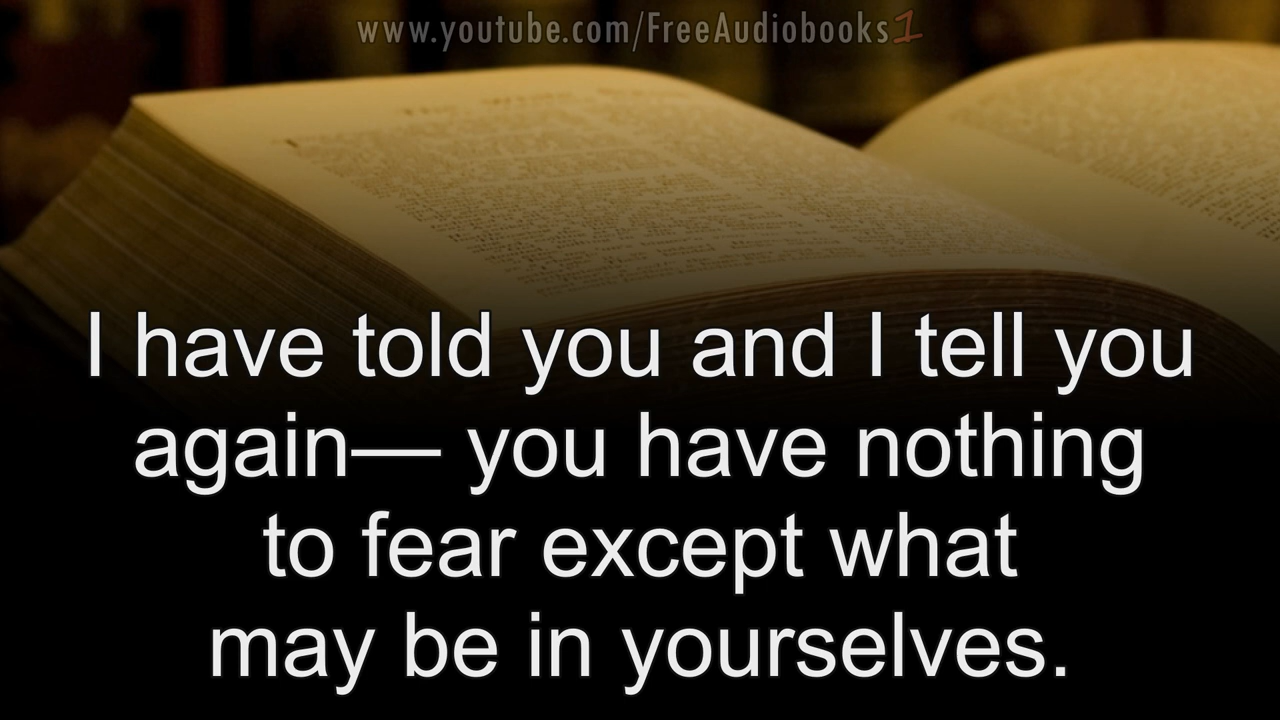 www.youtube.com/FreeAudiobooks1
I have told you and I tell you
again— you have nothing
to fear except what
may be in yourselves.